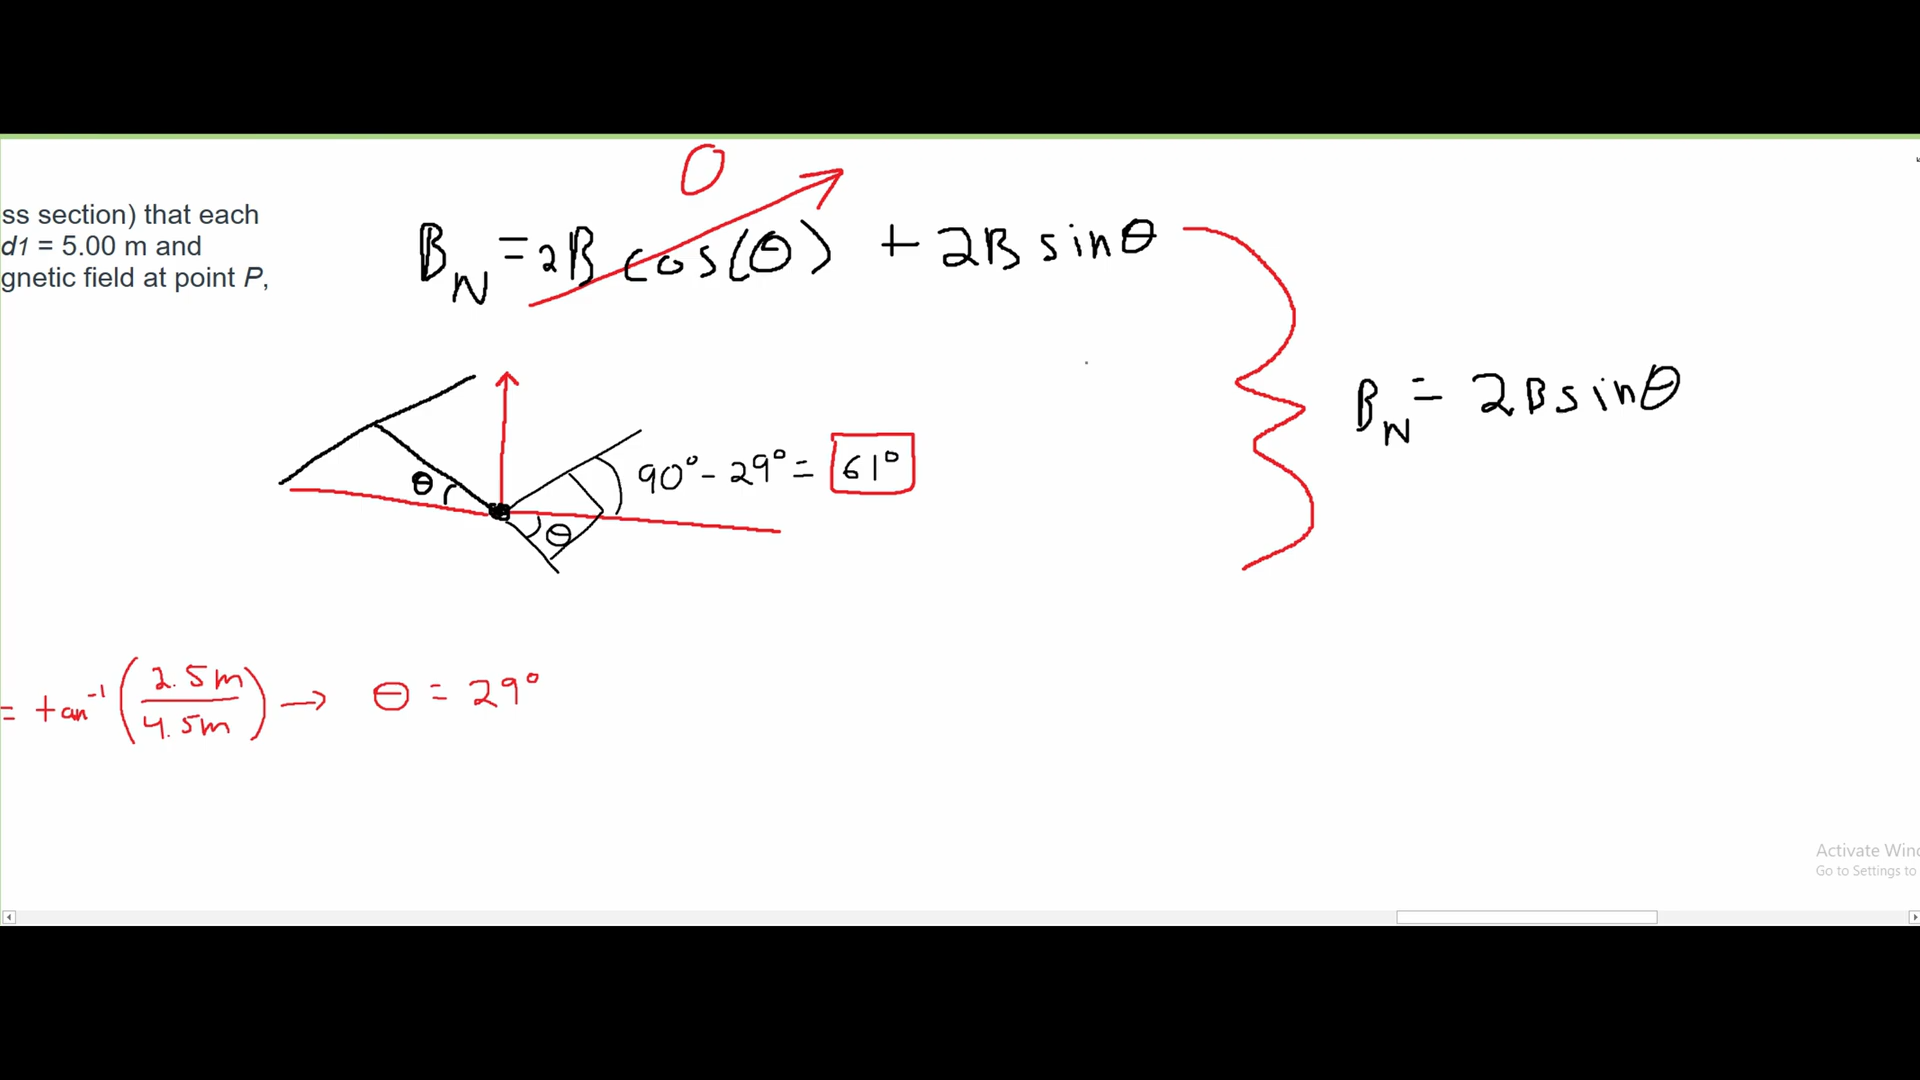 ss section) that each
d1 = 5.00 m and
gnetic field at point P,
0
B_N = 2B cos(θ) + 2B sinθ
B_N = 2B sinθ
θ
90° - 29° = 61°
θ
= tan⁻¹ (2.5m / 4.5m) → θ = 29°
Activate Win
Go to Settings to